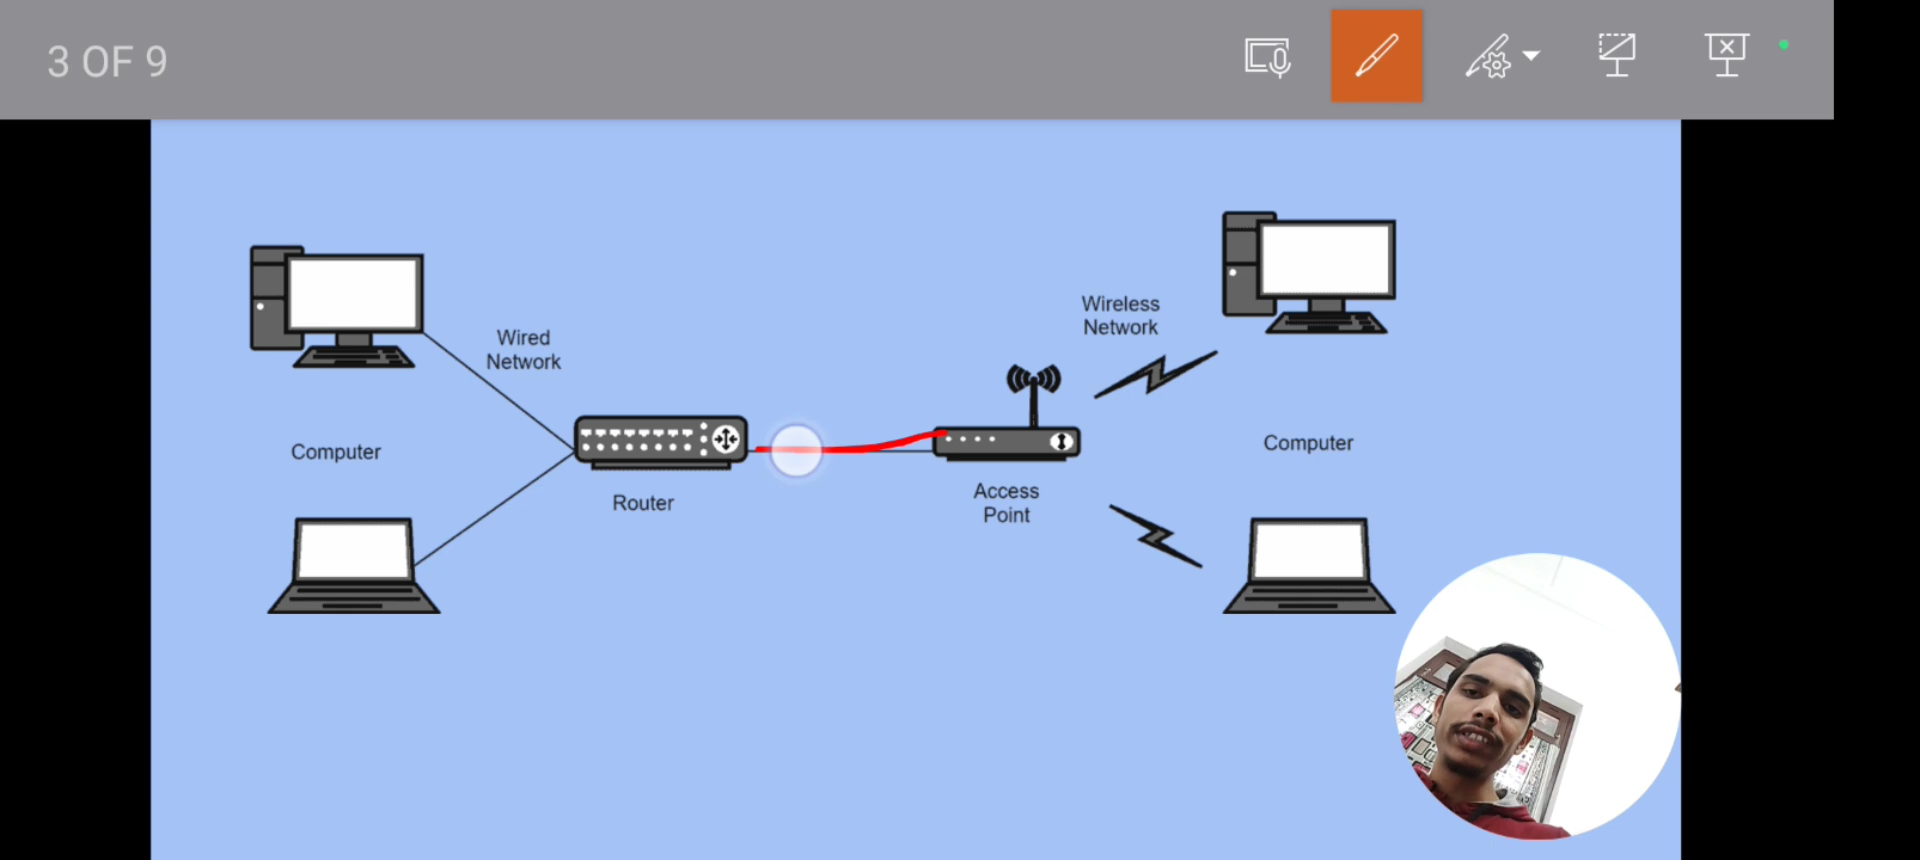 3 OF 9
Wired
Network
Computer
Router
Wireless
Network
Access
Point
Computer